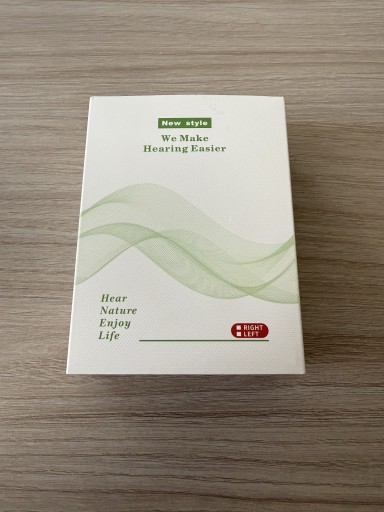 New style
We Make
Hearing Easier
Hear
Nature
Enjoy
Life
RIGHT
LEFT